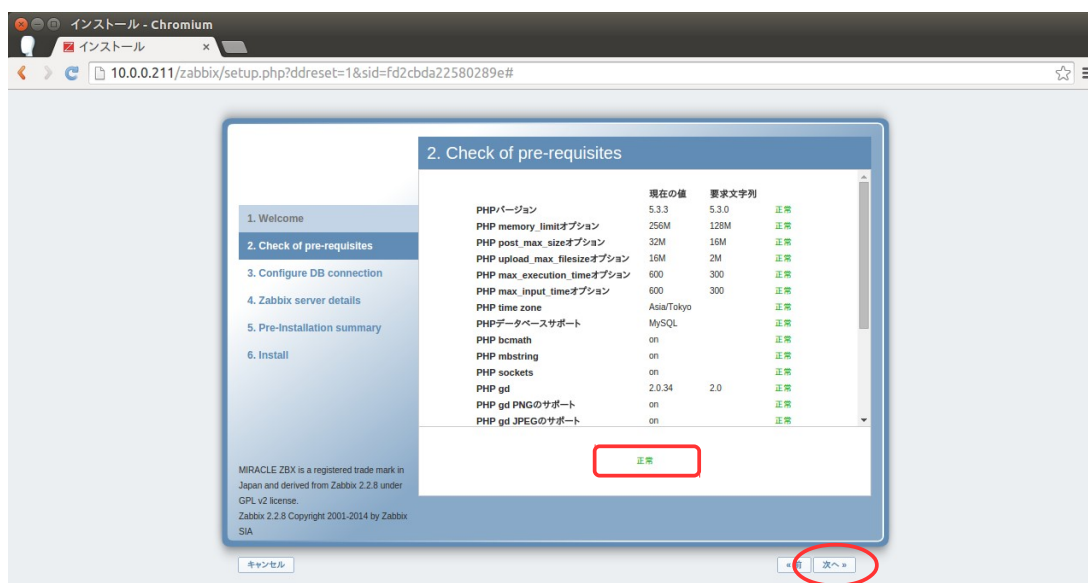 インストール - Chromium
インストール ×
10.0.0.211/zabbix/setup.php?ddreset=1&sid=fd2cbda22580289e#
2. Check of pre-requisites
1. Welcome
2. Check of pre-requisites
3. Configure DB connection
4. Zabbix server details
5. Pre-Installation summary
6. Install
現在の値 要求文字列
PHPバージョン 5.3.3 5.3.0 正常
PHP memory_limitオプション 256M 128M 正常
PHP post_max_sizeオプション 32M 16M 正常
PHP upload_max_filesizeオプション 16M 2M 正常
PHP max_execution_timeオプション 600 300 正常
PHP max_input_timeオプション 600 300 正常
PHP time zone Asia/Tokyo 正常
PHPデータベースサポート MySQL 正常
PHP bcmath on 正常
PHP mbstring on 正常
PHP sockets on 正常
PHP gd 2.0.34 2.0 正常
PHP gd PNGのサポート on 正常
PHP gd JPEGのサポート on 正常
正常
MIRACLE ZBX is a registered trade mark in
Japan and derived from Zabbix 2.2.8 under
GPL v2 license.
Zabbix 2.2.8 Copyright 2001-2014 by Zabbix
SIA
キャンセル
«前 次へ »